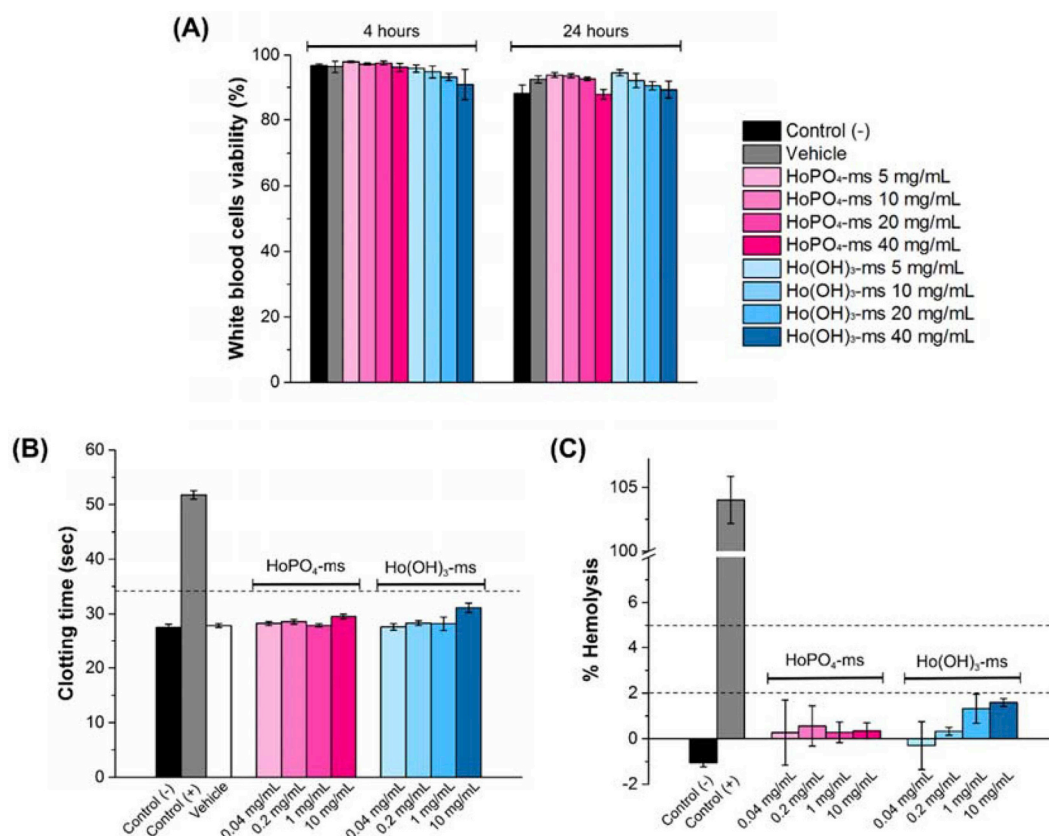 (A)
4 hours
24 hours
White blood cells viability (%)
100
80
60
40
20
0
Control (-)
Vehicle
HoPO₄-ms 5 mg/mL
HoPO₄-ms 10 mg/mL
HoPO₄-ms 20 mg/mL
HoPO₄-ms 40 mg/mL
Ho(OH)₃-ms 5 mg/mL
Ho(OH)₃-ms 10 mg/mL
Ho(OH)₃-ms 20 mg/mL
Ho(OH)₃-ms 40 mg/mL
(B)
Clotting time (sec)
60
50
40
30
20
10
0
HoPO₄-ms
Ho(OH)₃-ms
Control (-)
Control (+)
Vehicle
0.04 mg/mL
0.2 mg/mL
1 mg/mL
10 mg/mL
0.04 mg/mL
0.2 mg/mL
1 mg/mL
10 mg/mL
(C)
% Hemolysis
105
100
6
4
2
0
-2
HoPO₄-ms
Ho(OH)₃-ms
Control (-)
Control (+)
0.04 mg/mL
0.2 mg/mL
1 mg/mL
10 mg/mL
0.04 mg/mL
0.2 mg/mL
1 mg/mL
10 mg/mL